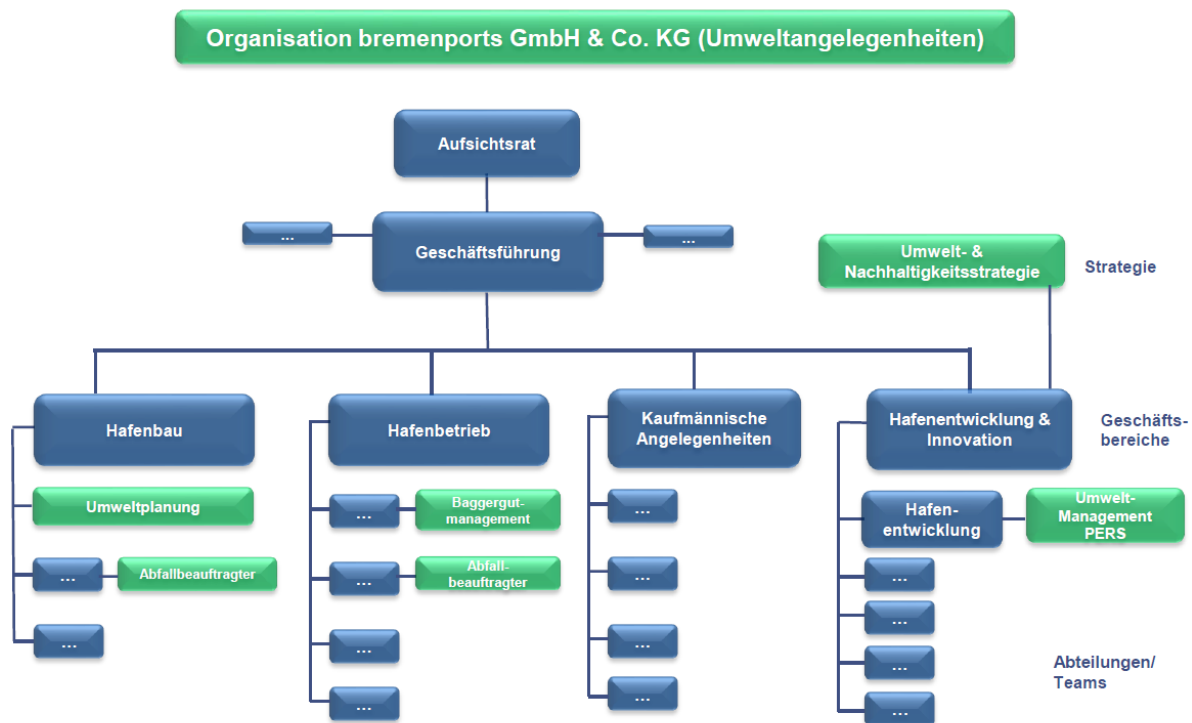 Organisation bremenports GmbH & Co. KG (Umweltangelegenheiten)
Aufsichtsrat
...
Geschäftsführung
...
Umwelt- &
Nachhaltigkeitsstrategie
Strategie
Hafenbau
Hafenbetrieb
Kaufmännische
Angelegenheiten
Hafenentwicklung &
Innovation
Geschäfts-
bereiche
Umweltplanung
...
Abfallbeauftragter
...
...
Baggergut-
management
...
Abfall-
beauftragter
...
...
...
...
...
...
Hafen-
entwicklung
Umwelt-
Management
PERS
...
...
...
...
Abteilungen/
Teams